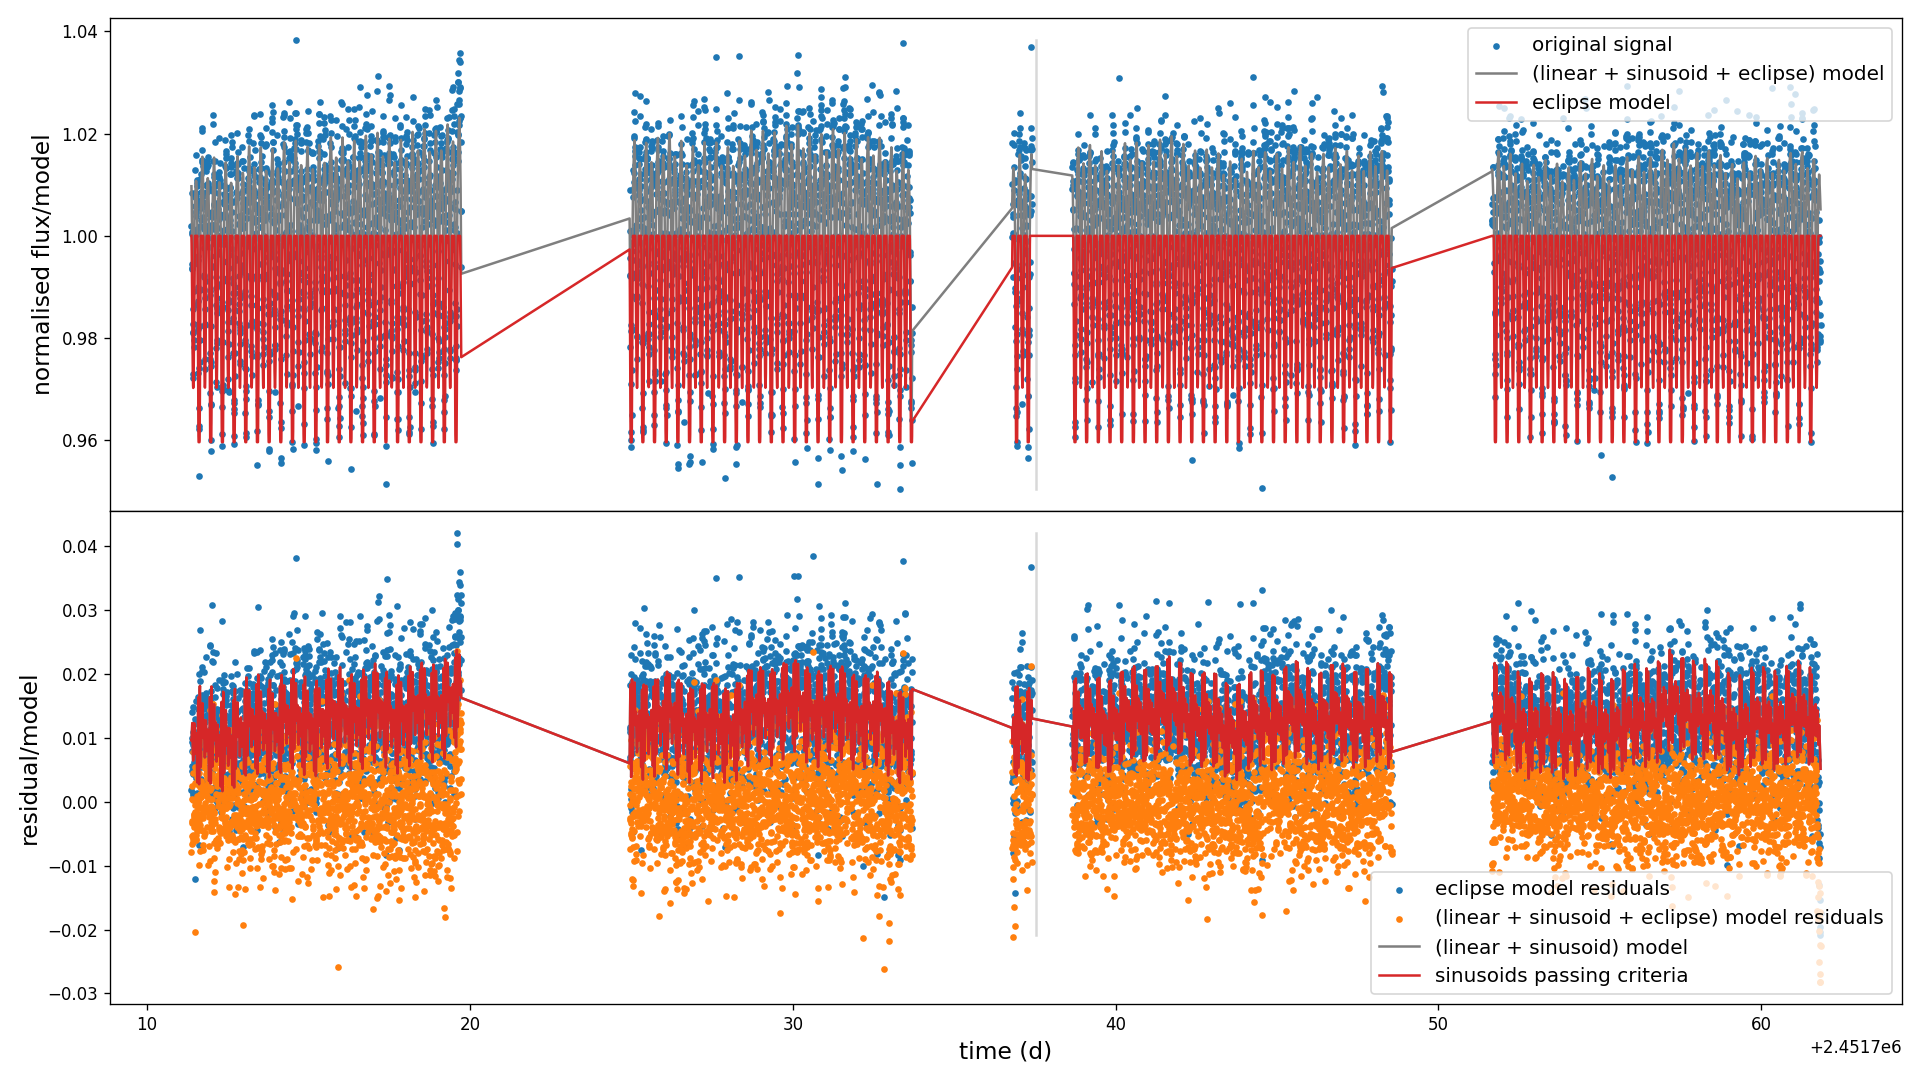 normalised flux/model
1.04
1.02
1.00
0.98
0.96
original signal
(linear + sinusoid + eclipse) model
eclipse model
residual/model
0.04
0.03
0.02
0.01
0.00
−0.01
−0.02
−0.03
eclipse model residuals
(linear + sinusoid + eclipse) model residuals
(linear + sinusoid) model
sinusoids passing criteria
10 20 30 40 50 60
time (d)
+2.4517e6